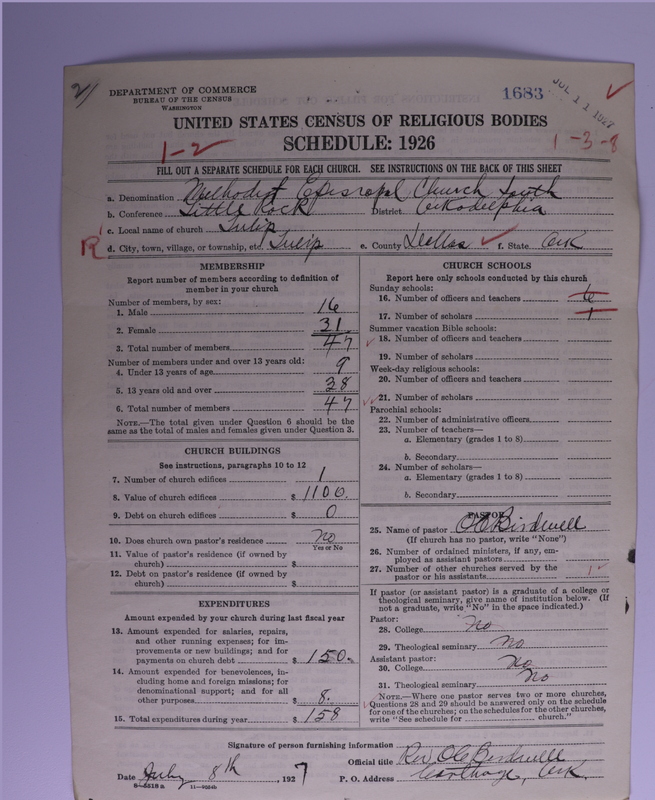 2/
DEPARTMENT OF COMMERCE
BUREAU OF THE CENSUS
WASHINGTON
1683
JUL 11 1927
UNITED STATES CENSUS OF RELIGIOUS BODIES
SCHEDULE: 1926
1-2
1-3-8
FILL OUT A SEPARATE SCHEDULE FOR EACH CHURCH. SEE INSTRUCTIONS ON THE BACK OF THIS SHEET
a. Denomination Methodist Episcopal Church, South
b. Conference Little Rock District Arkadelphia
c. Local name of church Tulip
R
d. City, town, village, or township, etc. Tulip e. County Dallas f. State Ark
MEMBERSHIP
Report number of members according to definition of
member in your church
Number of members, by sex:
1. Male 16
2. Female 31
3. Total number of members 47
Number of members under and over 13 years old:
4. Under 13 years of age 9
5. 13 years old and over 38
6. Total number of members 47
NOTE.—The total given under Question 6 should be the
same as the total of males and females given under Question 3.
CHURCH BUILDINGS
See instructions, paragraphs 10 to 12
7. Number of church edifices 1
8. Value of church edifices $ 1100.
9. Debt on church edifices $ 0
10. Does church own pastor's residence no
Yes or No
11. Value of pastor's residence (if owned by
church) $
12. Debt on pastor's residence (if owned by
church) $
EXPENDITURES
Amount expended by your church during last fiscal year
13. Amount expended for salaries, repairs,
and other running expenses; for im-
provements or new buildings; and for
payments on church debt $ 150.
14. Amount expended for benevolences, in-
cluding home and foreign missions; for
denominational support; and for all
other purposes $ 8.
15. Total expenditures during year $ 158
CHURCH SCHOOLS
Report here only schools conducted by this church
Sunday schools:
16. Number of officers and teachers 6
17. Number of scholars
Summer vacation Bible schools:
18. Number of officers and teachers
19. Number of scholars
Week-day religious schools:
20. Number of officers and teachers
21. Number of scholars
Parochial schools:
22. Number of administrative officers
23. Number of teachers—
a. Elementary (grades 1 to 8)
b. Secondary
24. Number of scholars—
a. Elementary (grades 1 to 8)
b. Secondary
PASTOR
25. Name of pastor O C Birdwell
(If church has no pastor, write "None")
26. Number of ordained ministers, if any, em-
ployed as assistant pastors
27. Number of other churches served by the
pastor or his assistants
If pastor (or assistant pastor) is a graduate of a college or
theological seminary, give name of institution below. (If
not a graduate, write "No" in the space indicated.)
Pastor:
28. College no
29. Theological seminary no
Assistant pastor:
30. College no
31. Theological seminary no
NOTE.—Where one pastor serves two or more churches,
Questions 28 and 29 should be answered only on the schedule
for one of the churches; on the schedules for the other churches,
write "See schedule for church."
Signature of person furnishing information
Official title Rev. O C Birdwell
Date July 8th, 1927 P. O. Address Carthage, Ark.
8-5518a 11-9524b